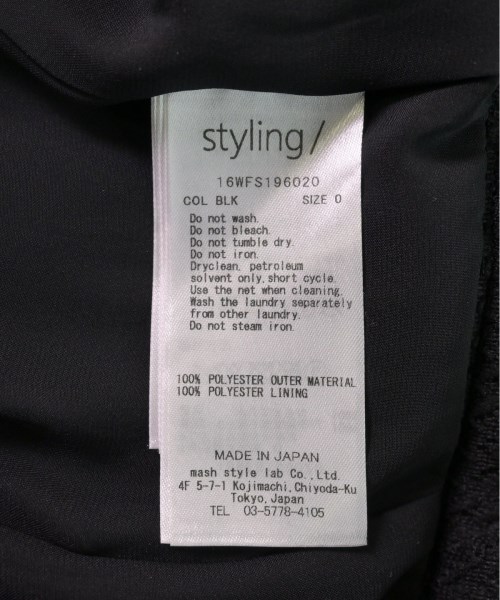 styling/
16WFS196020
COL BLK SIZE 0
Do not wash.
Do not bleach.
Do not tumble dry.
Do not iron.
Dryclean, petroleum
solvent only, short cycle.
Use the net when cleaning.
Wash the laundry separately
from other laundry.
Do not steam iron.
100% POLYESTER OUTER MATERIAL
100% POLYESTER LINING
MADE IN JAPAN
mash style lab Co.,Ltd.
4F 5-7-1 Kojimachi,Chiyoda-Ku
Tokyo,Japan
TEL 03-5778-4105